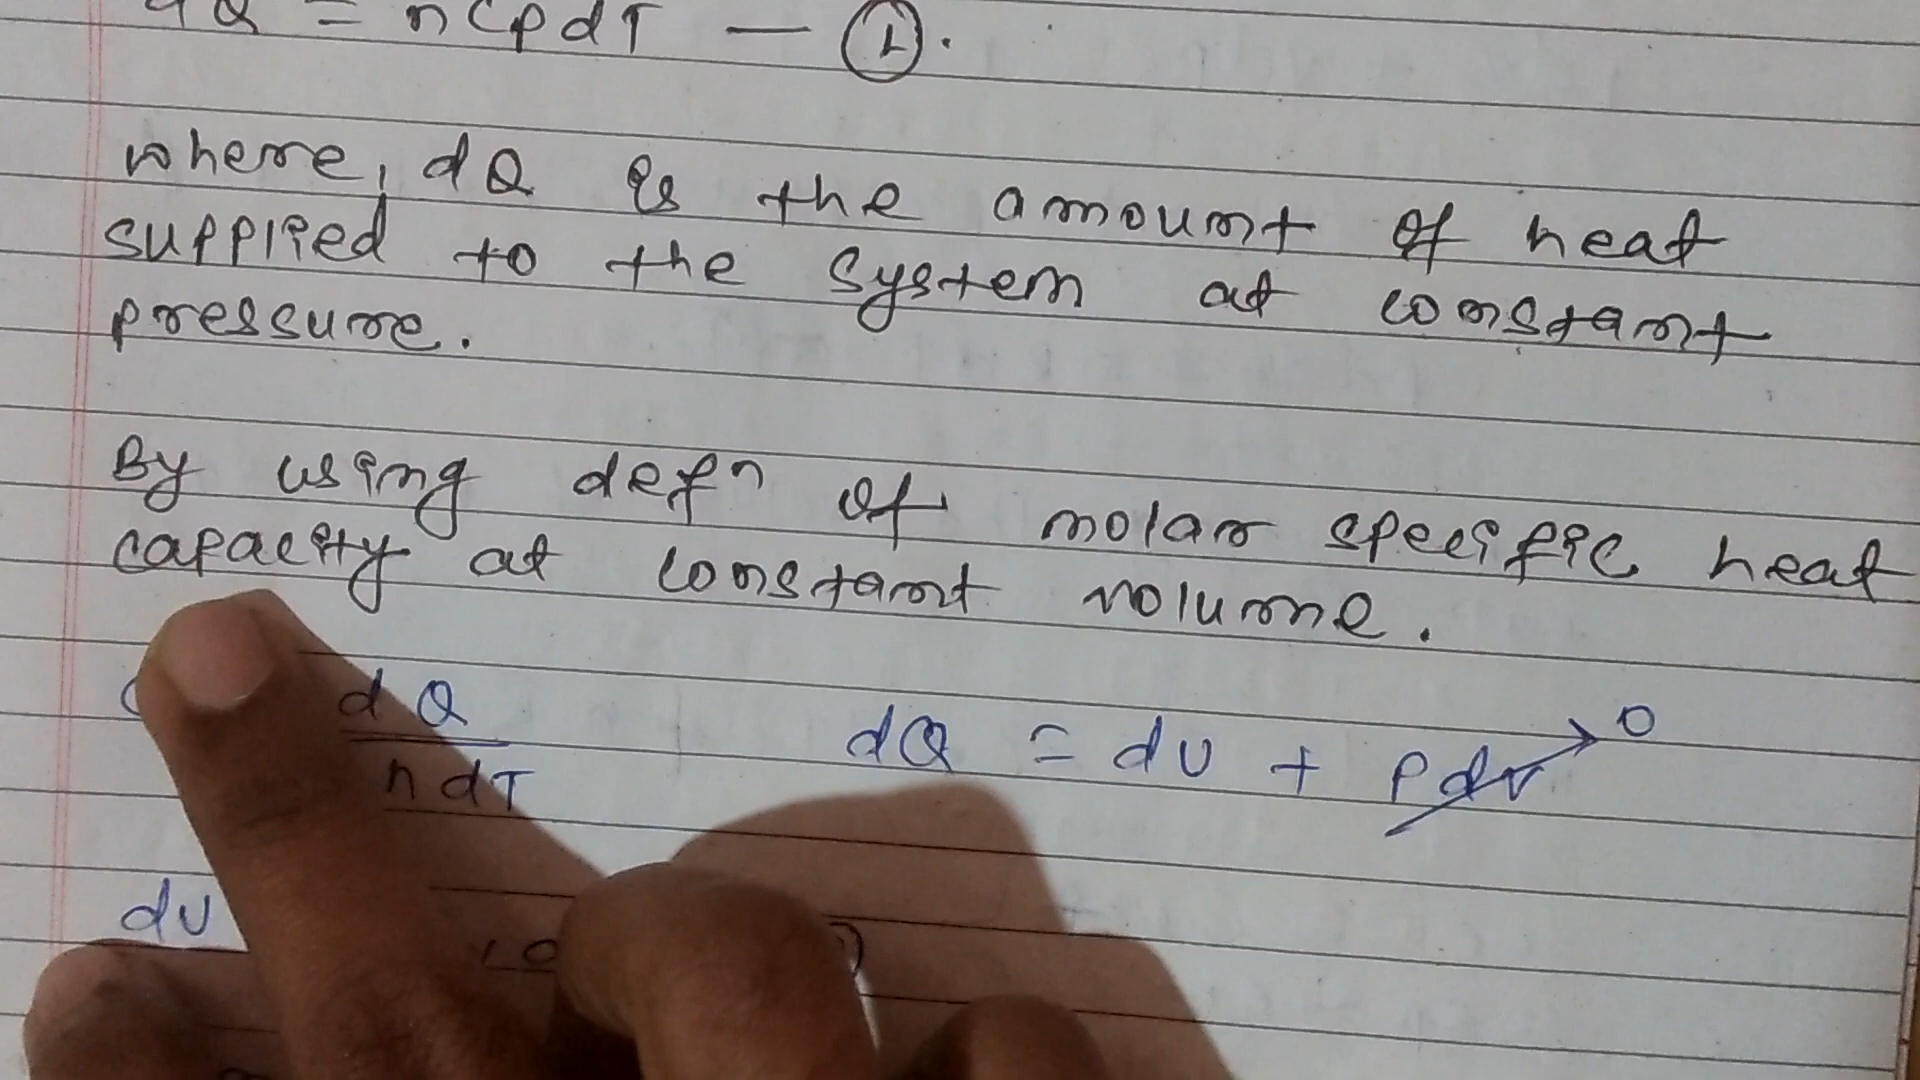 dQ = nCpdT — ①.
where, dQ is the amount of heat
supplied to the system at constant
pressure.
By using defn of molar specific heat
capacity at constant volume.
dQ
ndT
dQ = dU + PdV → 0
dU